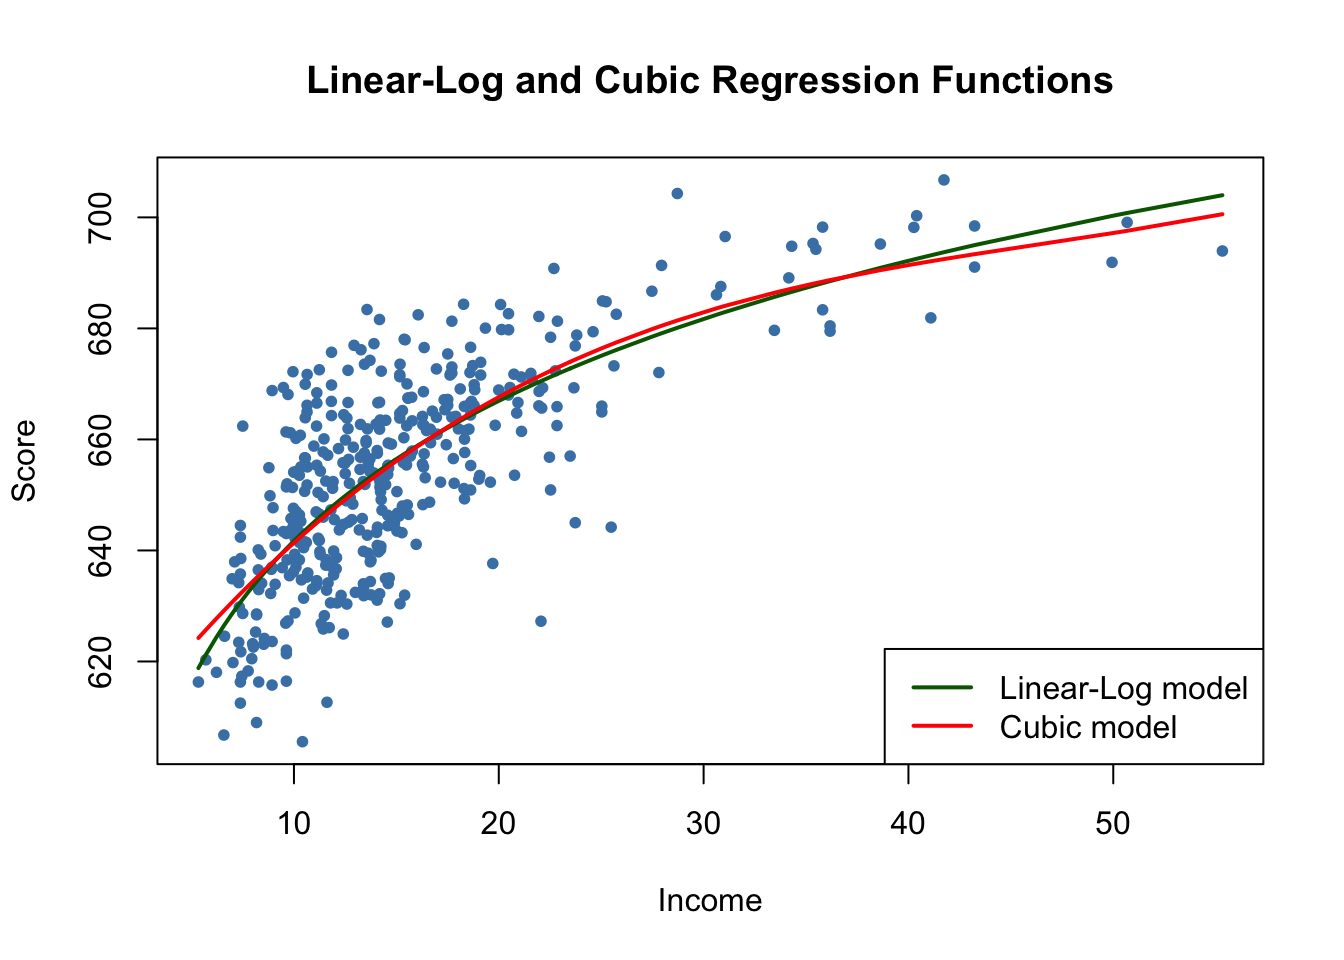 Linear-Log and Cubic Regression Functions
Score
700
680
660
640
620
Linear-Log model
Cubic model
10 20 30 40 50
Income